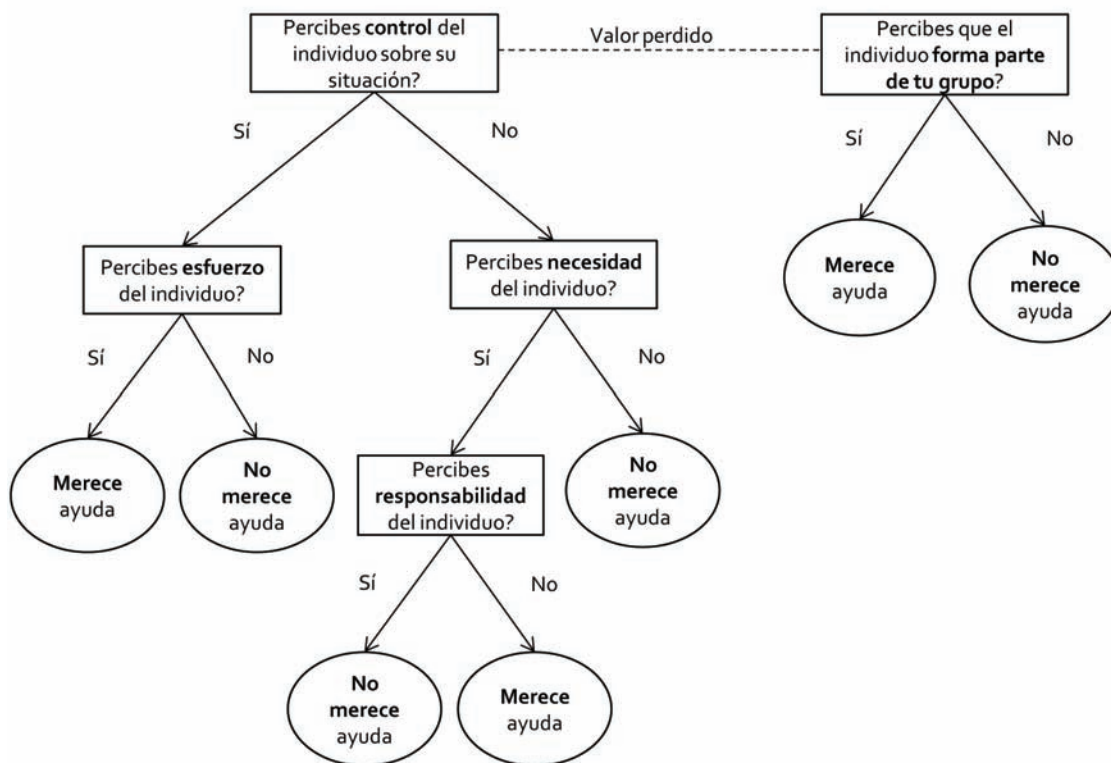 Percibes control del
individuo sobre su
situación?
Valor perdido
Percibes que el
individuo forma parte
de tu grupo?
Sí
No
Sí
No
Percibes esfuerzo
del individuo?
Percibes necesidad
del individuo?
Merece
ayuda
No
merece
ayuda
Sí
No
Sí
No
Merece
ayuda
No
merece
ayuda
Percibes
responsabilidad
del individuo?
No
merece
ayuda
Sí
No
No
merece
ayuda
Merece
ayuda